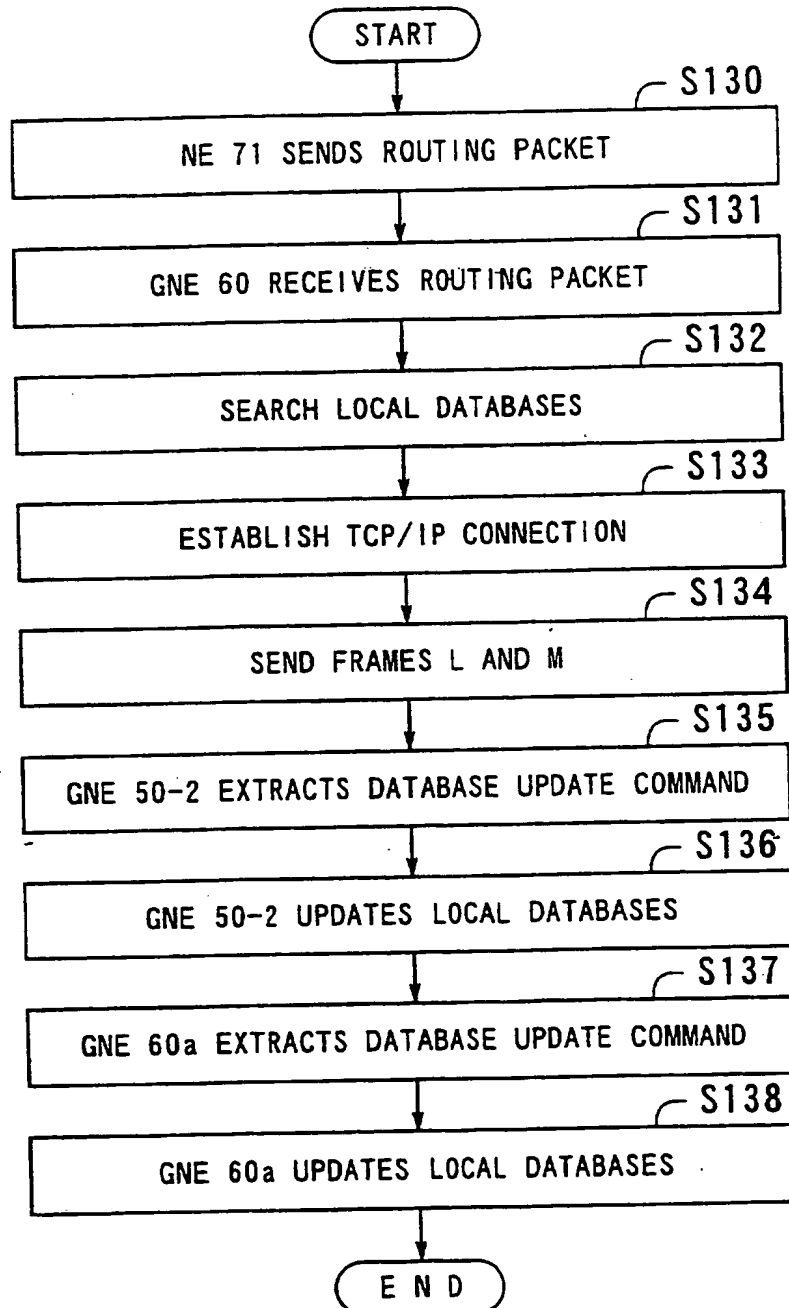 START
S130
NE 71 SENDS ROUTING PACKET
S131
GNE 60 RECEIVES ROUTING PACKET
S132
SEARCH LOCAL DATABASES
S133
ESTABLISH TCP/IP CONNECTION
S134
SEND FRAMES L AND M
S135
GNE 50-2 EXTRACTS DATABASE UPDATE COMMAND
S136
GNE 50-2 UPDATES LOCAL DATABASES
S137
GNE 60a EXTRACTS DATABASE UPDATE COMMAND
S138
GNE 60a UPDATES LOCAL DATABASES
E N D